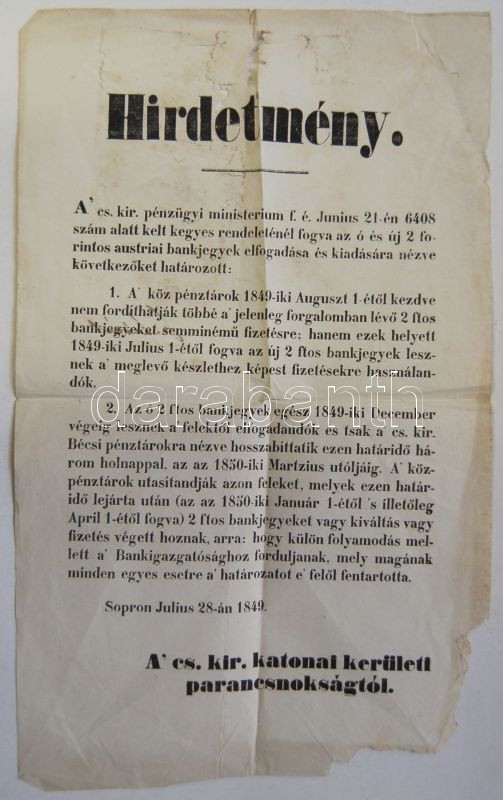 Hirdetmény.
A' cs. kir. pénzügyi ministerium f. é. Junius 21-én 6408
szám alatt kelt kegyes rendeleténél fogva az ó és új 2 fo-
rintos austriai bankjegyek elfogadása és kiadására nézve
következőket határozott:
1. A' köz pénztárok 1849-iki Auguszt 1-étől kezdve
nem fordíthatják többé a' jelenleg forgalomban lévő 2 ftos
bankjegyeket semminémű fizetésre; hanem ezek helyett
1849-iki Julius 1-étől fogva az új 2 ftos bankjegyek lesz-
nek a' meglevő készlethez képest fizetésekre használan-
dók.
2. Az ó 2 ftos bankjegyek egész 1849-iki December
végeig lesznek a' felektől elfogadandók és tsak a' cs. kir.
Bécsi pénztárokra nézve hosszabbíttatik ezen határidő há-
rom holnappal, az az 1850-iki Martzius utóljáig. A' köz-
pénztárok utasítandják azon feleket, melyek ezen határ-
idő lejárta után (az az 1850-iki Január 1-étől 's illetőleg
April 1-étől fogva) 2 ftos bankjegyeket vagy kiváltás vagy
fizetés végett hoznak, arra: hogy külön folyamodás mel-
lett a' Bankigazgatósághoz forduljanak, mely magának
minden egyes esetre a' határozatot e' felől fentartotta.
Sopron Julius 28-án 1849.
A' cs. kir. katonai kerületi
parancsnokságtól.
darabanth